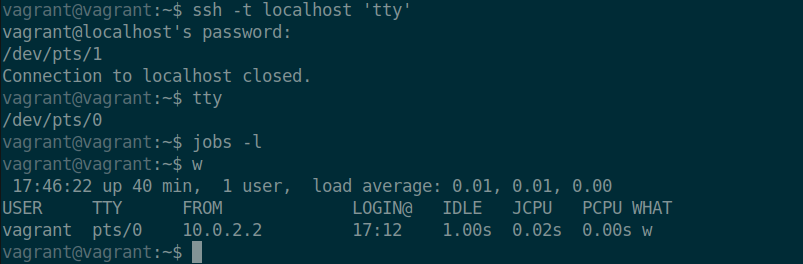 vagrant@vagrant:~$ ssh -t localhost 'tty'
vagrant@localhost's password:
/dev/pts/1
Connection to localhost closed.
vagrant@vagrant:~$ tty
/dev/pts/0
vagrant@vagrant:~$ jobs -l
vagrant@vagrant:~$ w
 17:46:22 up 40 min,  1 user,  load average: 0.01, 0.01, 0.00
USER     TTY      FROM             LOGIN@   IDLE   JCPU   PCPU WHAT
vagrant  pts/0    10.0.2.2         17:12    1.00s  0.02s  0.00s w
vagrant@vagrant:~$